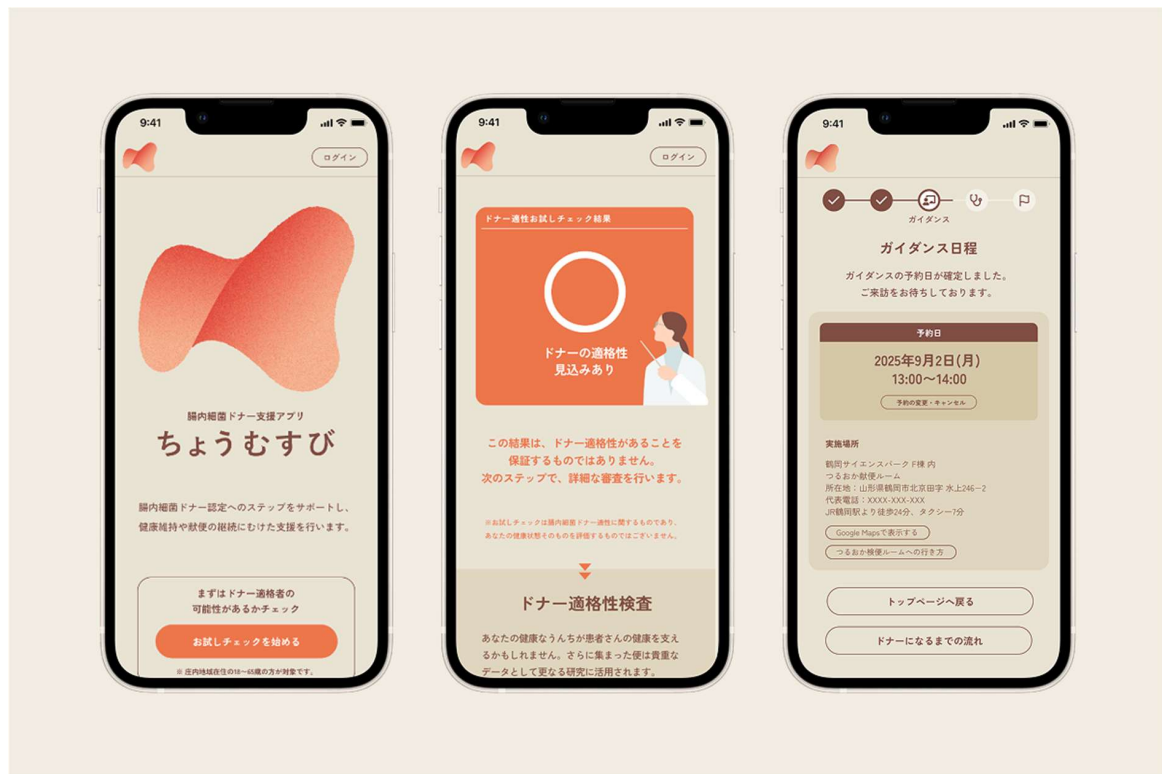 9:41
ログイン
腸内細菌ドナー支援アプリ
ちょうむすび
腸内細菌ドナー認定へのステップをサポートし、
健康維持や献便の継続にむけた支援を行います。
まずはドナー適格者の
可能性があるかチェック
お試しチェックを始める
※ 庄内地域在住の18〜65歳の方が対象です。
9:41
ログイン
ドナー適性お試しチェック結果
ドナーの適格性
見込みあり
この結果は、ドナー適格性があることを
保証するものではありません。
次のステップで、詳細な審査を行います。
※お試しチェックは腸内細菌ドナー適性に関するものであり、
あなたの健康状態そのものを評価するものではございません。
ドナー適格性検査
あなたの健康なうんちが患者さんの健康を支え
るかもしれません。さらに集まった便は貴重な
データとして更なる研究に活用されます。
9:41
ガイダンス
ガイダンス日程
ガイダンスの予約日が確定しました。
ご来訪をお待ちしております。
予約日
2025年9月2日(月)
13:00〜14:00
予約の変更・キャンセル
実施場所
鶴岡サイエンスパーク F棟 内
つるおか献便ルーム
所在地：山形県鶴岡市北京田字 水上246−2
代表電話：XXXX-XXX-XXX
JR鶴岡駅より徒歩24分、タクシー7分
Google Mapsで表示する
つるおか検便ルームへの行き方
トップページへ戻る
ドナーになるまでの流れ